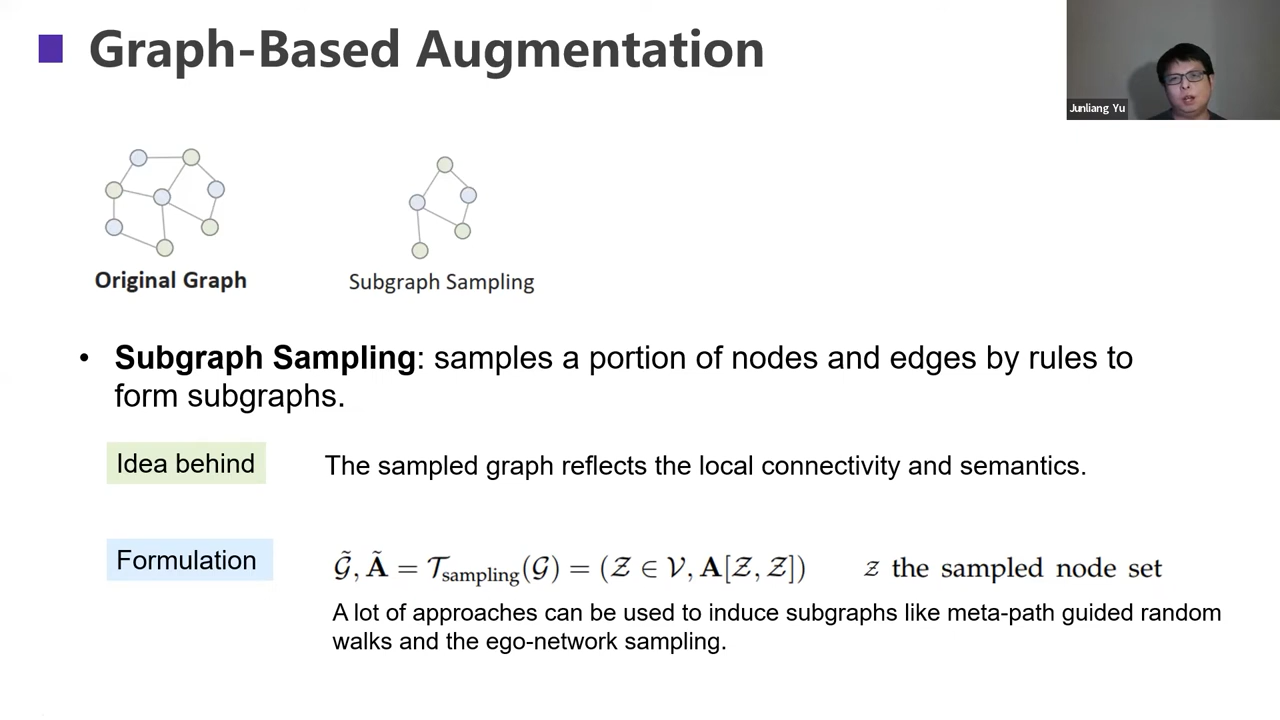 Graph-Based Augmentation
Junliang Yu
Original Graph
Subgraph Sampling
• Subgraph Sampling: samples a portion of nodes and edges by rules to
form subgraphs.
Idea behind
The sampled graph reflects the local connectivity and semantics.
Formulation
𝒢̃, Ã = 𝒯sampling(𝒢) = (𝒵 ∈ 𝒱, A[𝒵, 𝒵]) 𝒵 the sampled node set
A lot of approaches can be used to induce subgraphs like meta-path guided random
walks and the ego-network sampling.